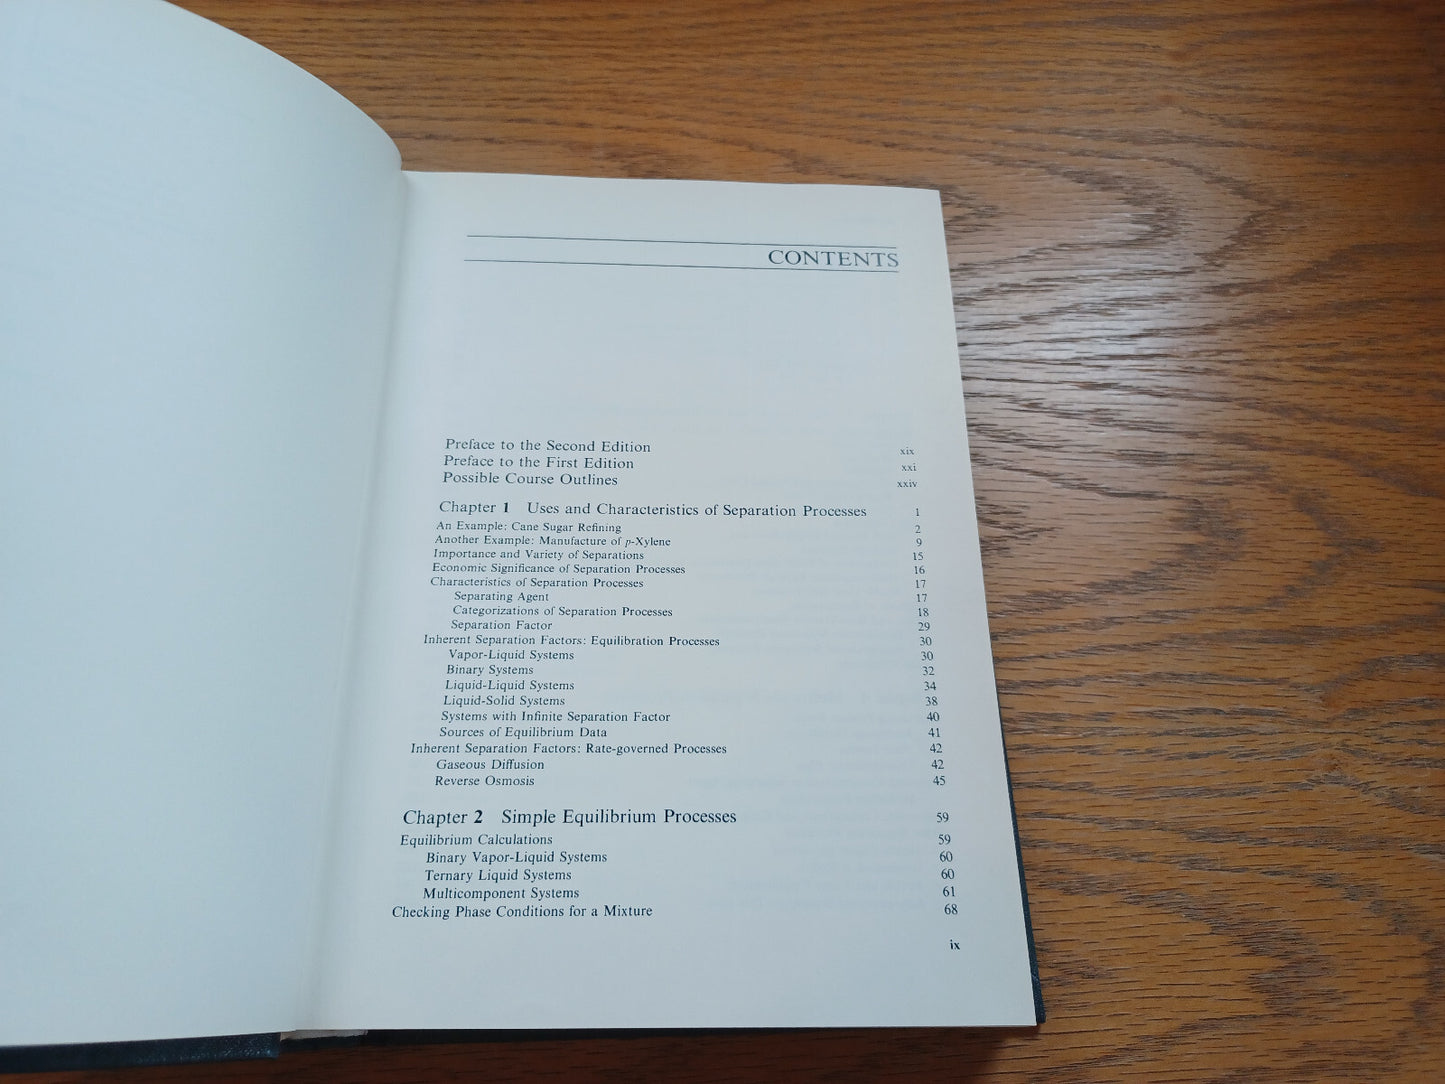 CONTENTS
Preface to the Second Edition xix
Preface to the First Edition xxi
Possible Course Outlines xxiv
Chapter 1 Uses and Characteristics of Separation Processes 1
An Example: Cane Sugar Refining 2
Another Example: Manufacture of p-Xylene 9
Importance and Variety of Separations 15
Economic Significance of Separation Processes 16
Characteristics of Separation Processes 17
Separating Agent 17
Categorizations of Separation Processes 18
Separation Factor 29
Inherent Separation Factors: Equilibration Processes 30
Vapor-Liquid Systems 30
Binary Systems 32
Liquid-Liquid Systems 34
Liquid-Solid Systems 38
Systems with Infinite Separation Factor 40
Sources of Equilibrium Data 41
Inherent Separation Factors: Rate-governed Processes 42
Gaseous Diffusion 42
Reverse Osmosis 45
Chapter 2 Simple Equilibrium Processes 59
Equilibrium Calculations 59
Binary Vapor-Liquid Systems 60
Ternary Liquid Systems 60
Multicomponent Systems 61
Checking Phase Conditions for a Mixture 68
ix